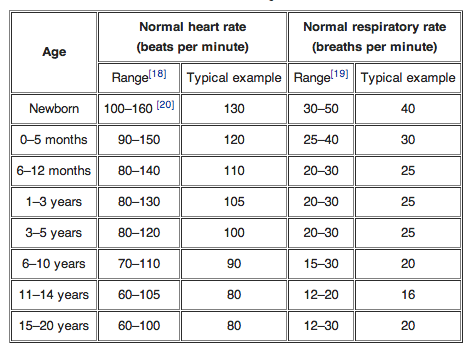 Age Normal heart rate (beats per minute) Normal respiratory rate (breaths per minute)
Range[18] Typical example Range[19] Typical example
Newborn 100–160 [20] 130 30–50 40
0–5 months 90–150 120 25–40 30
6–12 months 80–140 110 20–30 25
1–3 years 80–130 105 20–30 25
3–5 years 80–120 100 20–30 25
6–10 years 70–110 90 15–30 20
11–14 years 60–105 80 12–20 16
15–20 years 60–100 80 12–30 20